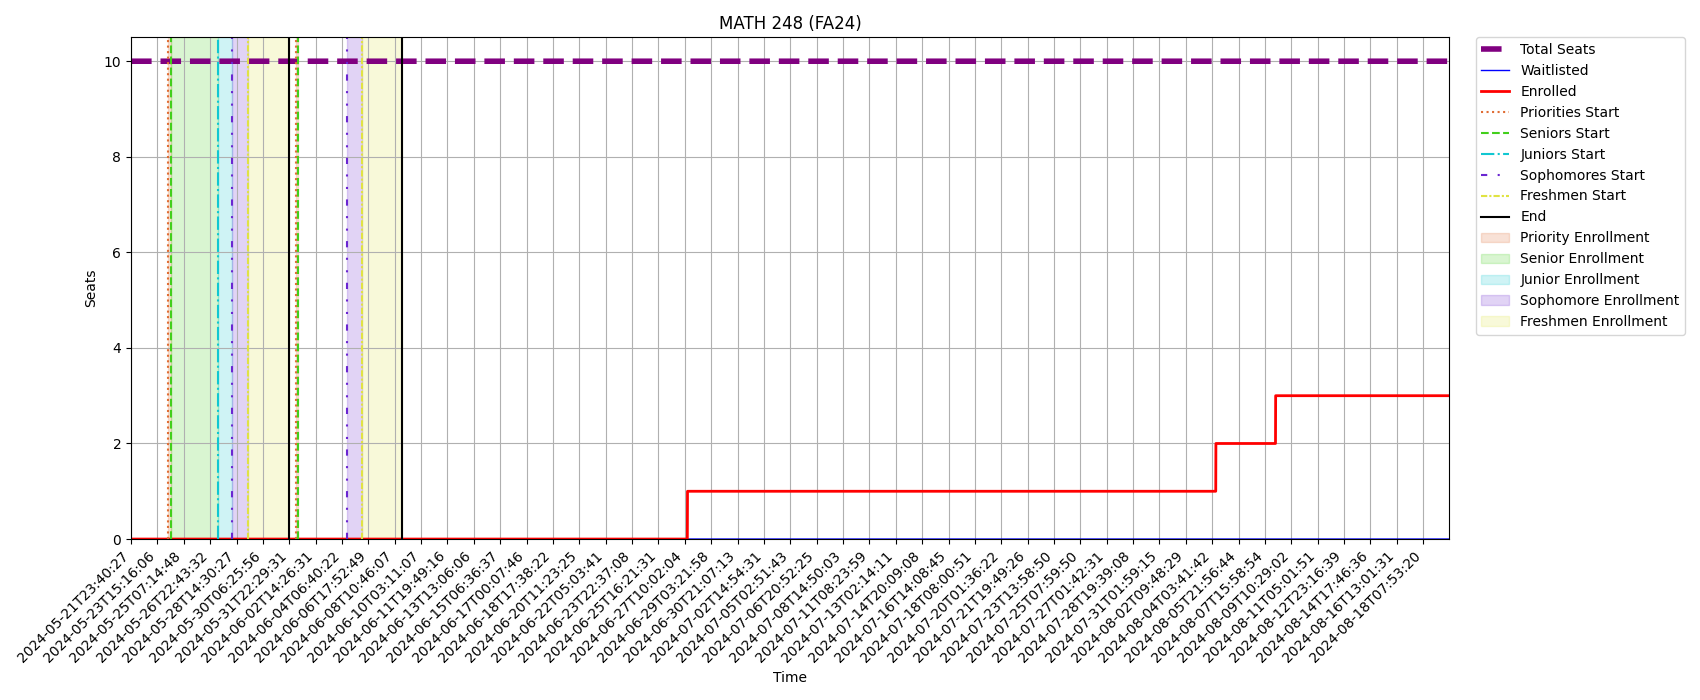 MATH 248 (FA24)
10
8
6
4
2
0
Seats
2024-05-21T23:40:27
2024-05-23T15:16:06
2024-05-25T07:14:48
2024-05-26T22:43:32
2024-05-28T14:30:27
2024-05-30T06:25:56
2024-05-31T22:29:31
2024-06-02T14:26:31
2024-06-04T06:40:22
2024-06-06T17:52:49
2024-06-08T10:46:07
2024-06-10T03:11:07
2024-06-11T19:49:16
2024-06-13T13:06:06
2024-06-15T06:36:37
2024-06-17T00:07:46
2024-06-18T17:38:22
2024-06-20T11:23:25
2024-06-22T05:03:41
2024-06-23T22:37:08
2024-06-25T16:21:31
2024-06-27T10:02:04
2024-06-29T03:21:58
2024-06-30T21:07:13
2024-07-02T14:54:31
2024-07-05T02:51:43
2024-07-06T20:52:25
2024-07-08T14:50:03
2024-07-11T08:23:59
2024-07-13T02:14:11
2024-07-14T20:09:08
2024-07-16T14:08:45
2024-07-18T08:00:51
2024-07-20T01:36:22
2024-07-21T19:49:26
2024-07-23T13:58:50
2024-07-25T07:59:50
2024-07-27T01:42:31
2024-07-28T19:39:08
2024-07-31T01:59:15
2024-08-02T09:48:29
2024-08-04T03:41:42
2024-08-05T21:56:44
2024-08-07T15:58:54
2024-08-09T10:29:02
2024-08-11T05:01:51
2024-08-12T23:16:39
2024-08-14T17:46:36
2024-08-16T13:01:31
2024-08-18T07:53:20
Time
Total Seats
Waitlisted
Enrolled
Priorities Start
Seniors Start
Juniors Start
Sophomores Start
Freshmen Start
End
Priority Enrollment
Senior Enrollment
Junior Enrollment
Sophomore Enrollment
Freshmen Enrollment